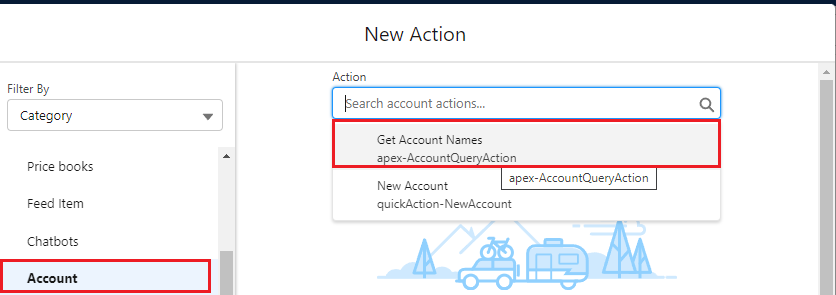 New Action
Filter By
Category
Price books
Feed Item
Chatbots
Account
Action
Search account actions...
Get Account Names
apex-AccountQueryAction
apex-AccountQueryAction
New Account
quickAction-NewAccount